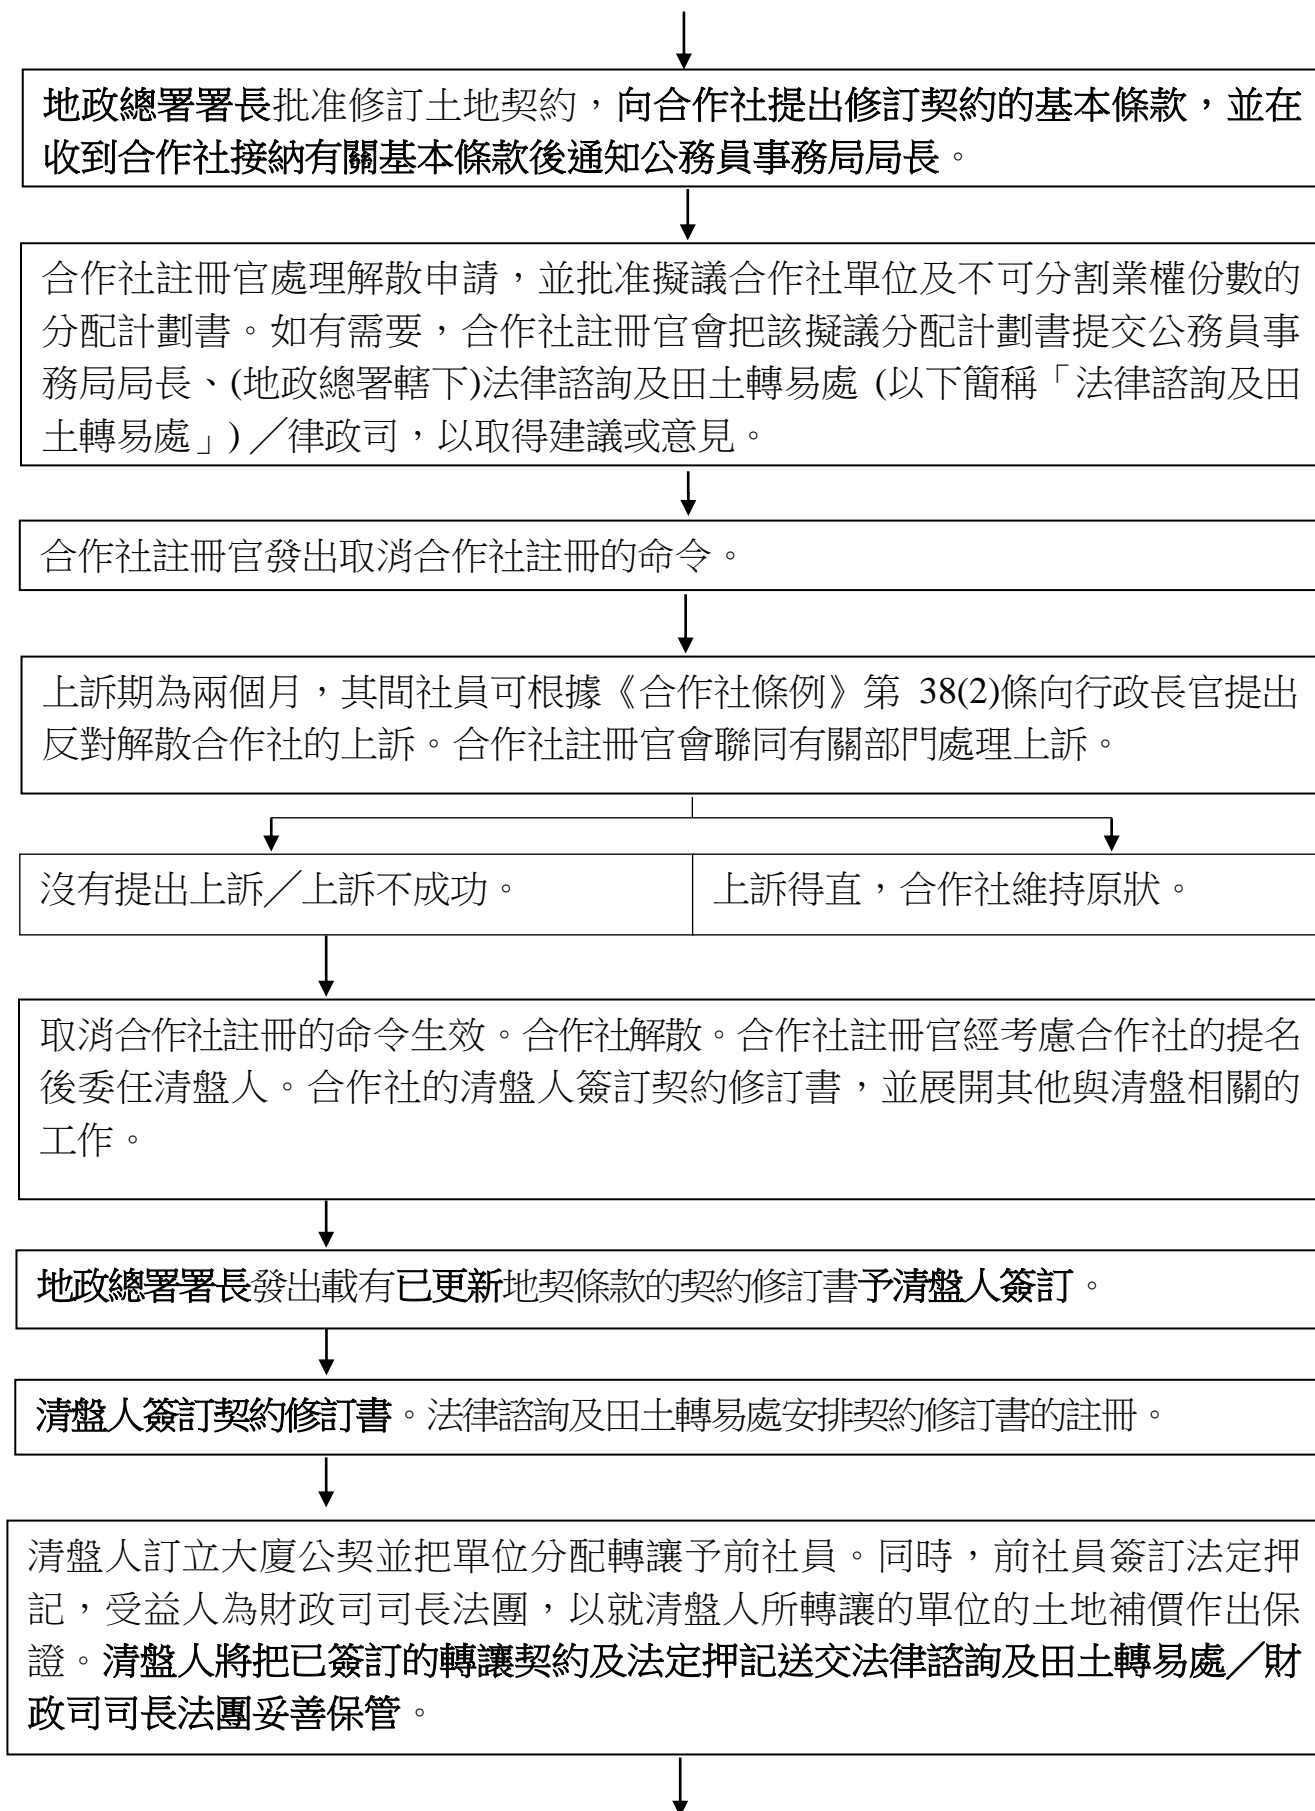 地政總署署長批准修訂土地契約，向合作社提出修訂契約的基本條款，並在
收到合作社接納有關基本條款後通知公務員事務局局長。
合作社註冊官處理解散申請，並批准擬議合作社單位及不可分割業權份數的
分配計劃書。如有需要，合作社註冊官會把該擬議分配計劃書提交公務員事
務局局長、(地政總署轄下)法律諮詢及田土轉易處 (以下簡稱「法律諮詢及田
土轉易處」)／律政司，以取得建議或意見。
合作社註冊官發出取消合作社註冊的命令。
上訴期為兩個月，其間社員可根據《合作社條例》第 38(2)條向行政長官提出
反對解散合作社的上訴。合作社註冊官會聯同有關部門處理上訴。
沒有提出上訴／上訴不成功。
上訴得直，合作社維持原狀。
取消合作社註冊的命令生效。合作社解散。合作社註冊官經考慮合作社的提名
後委任清盤人。合作社的清盤人簽訂契約修訂書，並展開其他與清盤相關的
工作。
地政總署署長發出載有已更新地契條款的契約修訂書予清盤人簽訂。
清盤人簽訂契約修訂書。法律諮詢及田土轉易處安排契約修訂書的註冊。
清盤人訂立大廈公契並把單位分配轉讓予前社員。同時，前社員簽訂法定押
記，受益人為財政司司長法團，以就清盤人所轉讓的單位的土地補價作出保
證。清盤人將把已簽訂的轉讓契約及法定押記送交法律諮詢及田土轉易處／財
政司司長法團妥善保管。